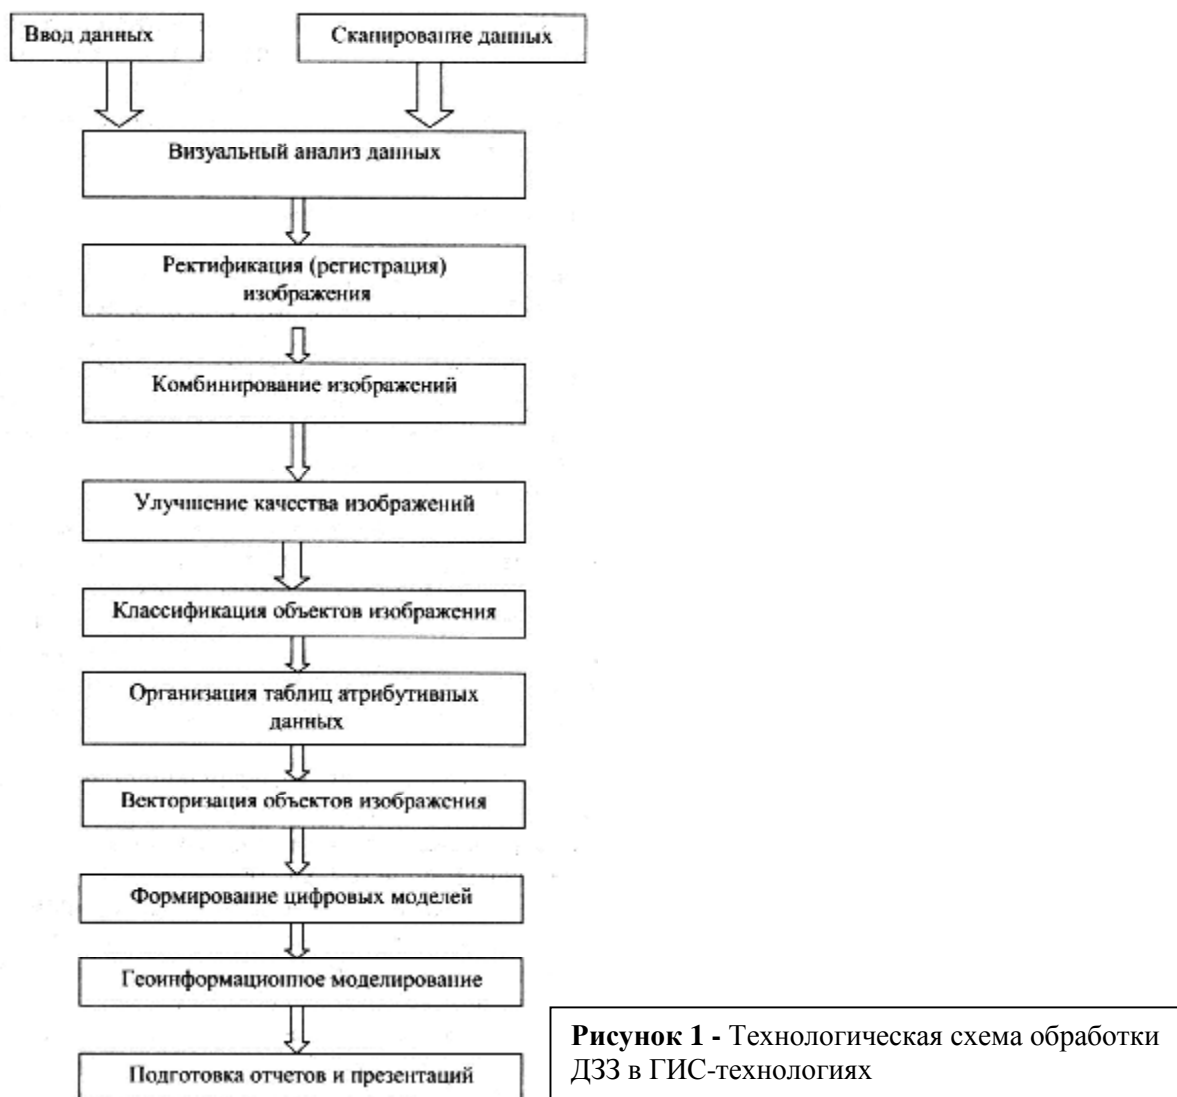 Ввод данных
Сканирование данных
Визуальный анализ данных
Ректификация (регистрация)
изображения
Комбинирование изображений
Улучшение качества изображений
Классификация объектов изображения
Организация таблиц атрибутивных
данных
Векторизация объектов изображения
Формирование цифровых моделей
Геоинформационное моделирование
Подготовка отчетов и презентаций
Рисунок 1 - Технологическая схема обработки
ДЗЗ в ГИС-технологиях